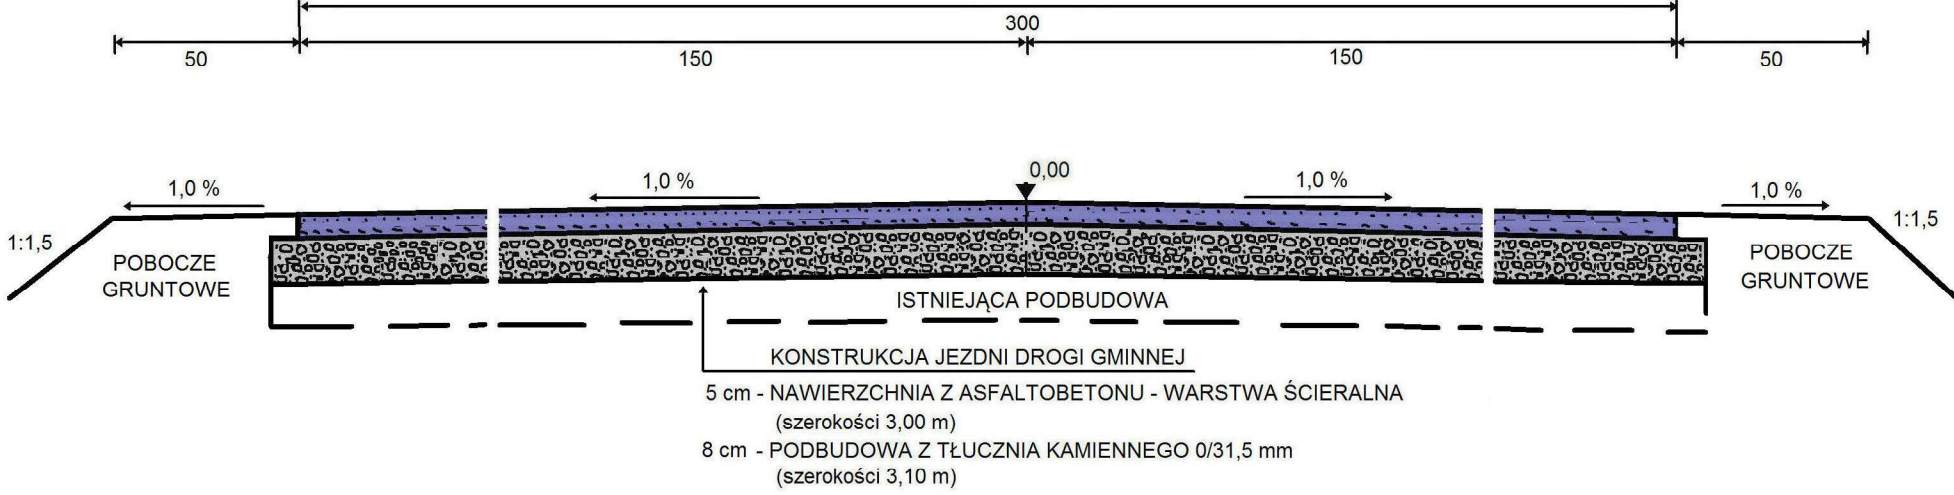 300
50
150
150
50
0,00
1,0 %
1,0 %
1,0 %
1,0 %
1:1,5
1:1,5
POBOCZE
GRUNTOWE
POBOCZE
GRUNTOWE
ISTNIEJĄCA PODBUDOWA
KONSTRUKCJA JEZDNI DROGI GMINNEJ
5 cm - NAWIERZCHNIA Z ASFALTOBETONU - WARSTWA ŚCIERALNA
(szerokości 3,00 m)
8 cm - PODBUDOWA Z TŁUCZNIA KAMIENNEGO 0/31,5 mm
(szerokości 3,10 m)